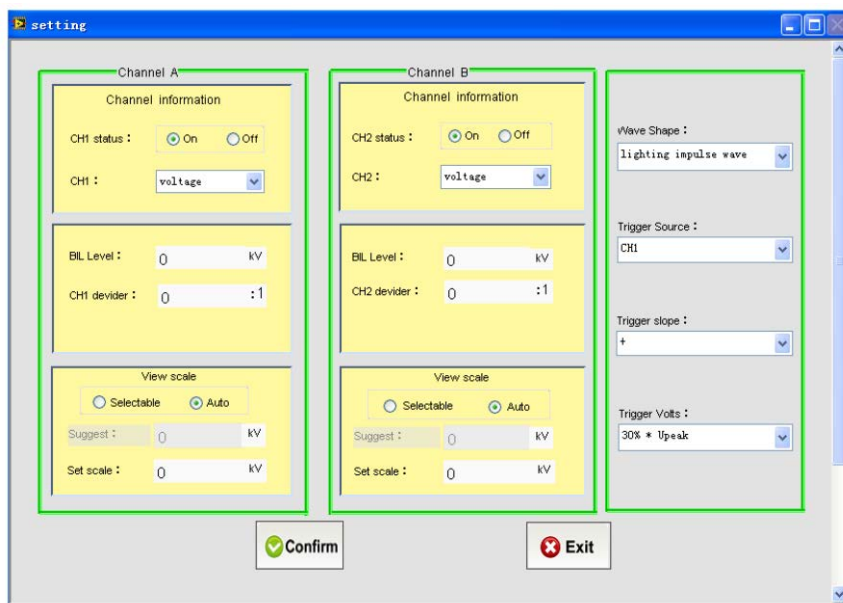 setting
Channel A
Channel information
CH1 status :
On
Off
CH1 :
voltage
BIL Level :
0
kV
CH1 devider :
0
:1
View scale
Selectable
Auto
Suggest :
0
kV
Set scale :
0
kV
Channel B
Channel information
CH2 status :
On
Off
CH2 :
voltage
BIL Level :
0
kV
CH2 devider :
0
:1
View scale
Selectable
Auto
Suggest :
0
kV
Set scale :
0
kV
Wave Shape :
lighting impulse wave
Trigger Source :
CH1
Trigger slope :
+
Trigger Volts :
30% * Upeak
Confirm
Exit